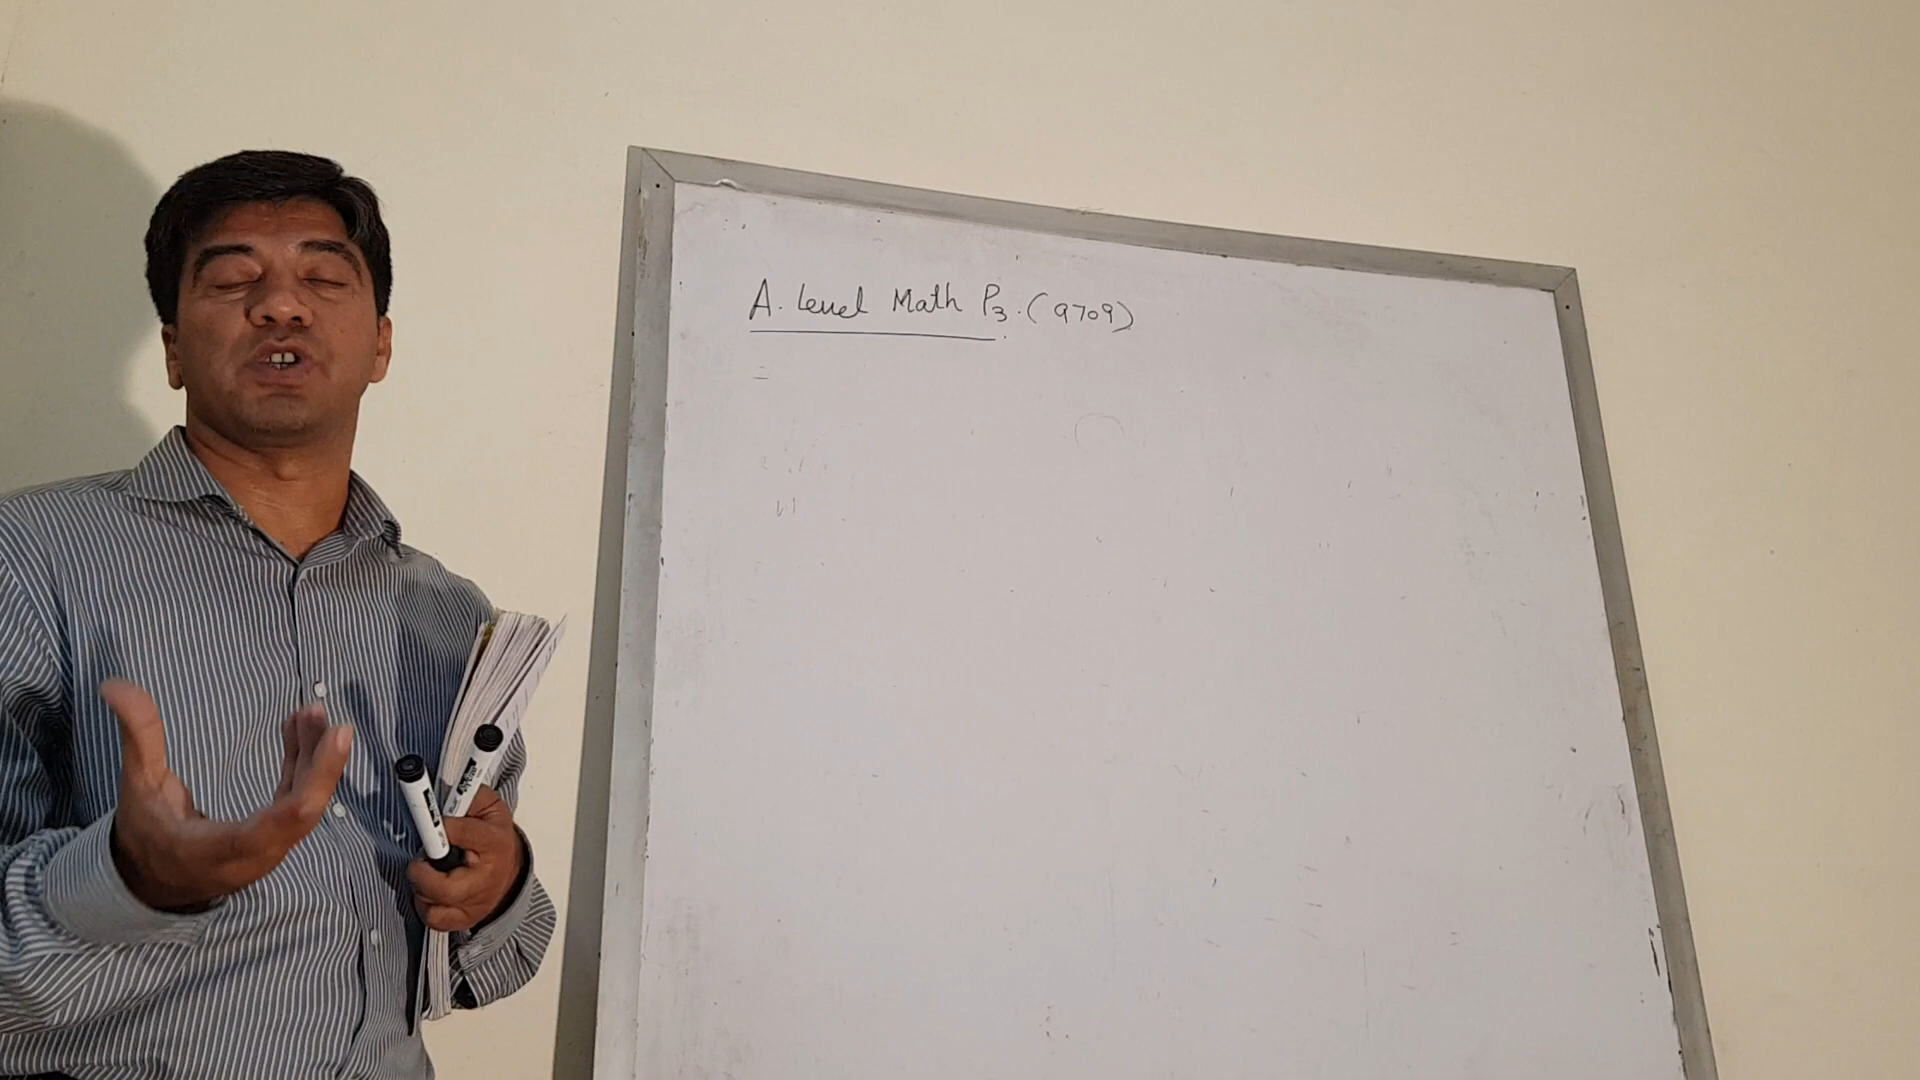 A. Level Math P3. (9709)
=